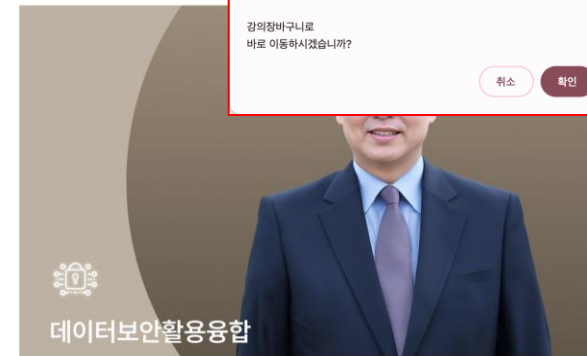 강의장바구니로
바로 이동하시겠습니까?
취소 확인
데이터보안활용융합